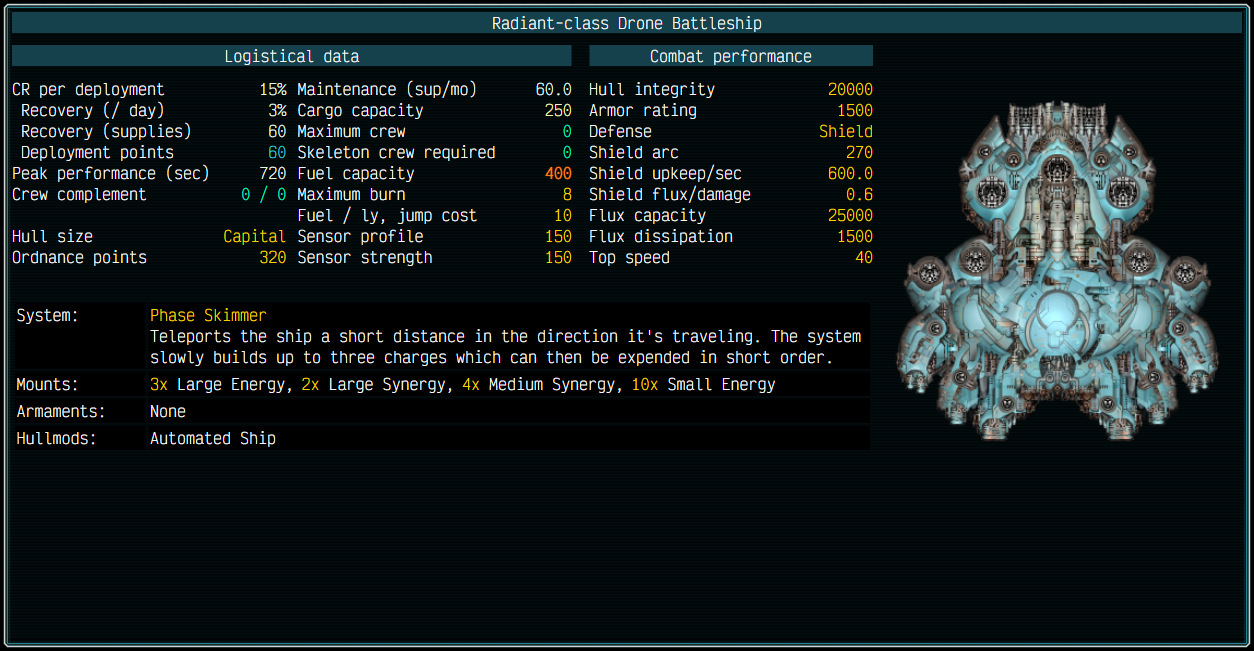 Radiant-class Drone Battleship
Logistical data
CR per deployment 15% Maintenance (sup/mo) 60.0
Recovery (/ day) 3% Cargo capacity 250
Recovery (supplies) 60 Maximum crew 0
Deployment points 60 Skeleton crew required 0
Peak performance (sec) 720 Fuel capacity 400
Crew complement 0 / 0 Maximum burn 8
Fuel / ly, jump cost 10
Hull size Capital Sensor profile 150
Ordnance points 320 Sensor strength 150
Combat performance
Hull integrity 20000
Armor rating 1500
Defense Shield
Shield arc 270
Shield upkeep/sec 600.0
Shield flux/damage 0.6
Flux capacity 25000
Flux dissipation 1500
Top speed 40
System: Phase Skimmer
Teleports the ship a short distance in the direction it's traveling. The system
slowly builds up to three charges which can then be expended in short order.
Mounts: 3x Large Energy, 2x Large Synergy, 4x Medium Synergy, 10x Small Energy
Armaments: None
Hullmods: Automated Ship